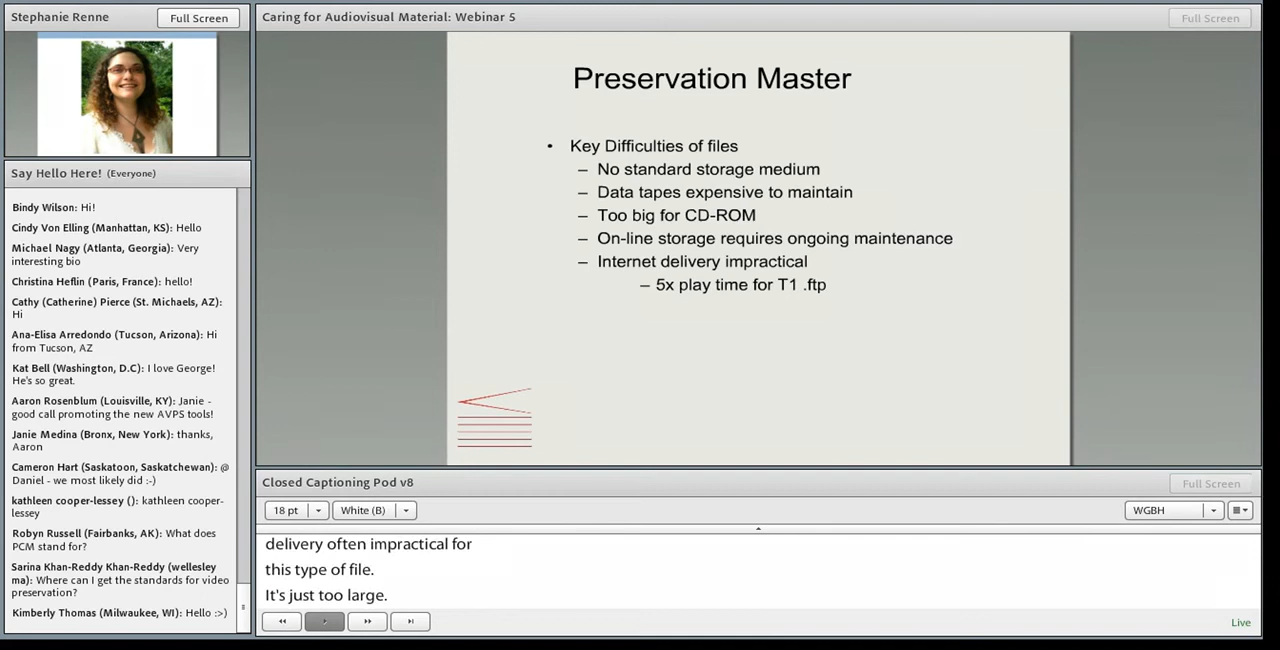 Stephanie Renne
Full Screen
Say Hello Here! (Everyone)
Bindy Wilson: Hi!
Cindy Von Elling (Manhattan, KS): Hello
Michael Nagy (Atlanta, Georgia): Very
interesting bio
Christina Heflin (Paris, France): hello!
Cathy (Catherine) Pierce (St. Michaels, AZ):
Hi
Ana-Elisa Arredondo (Tucson, Arizona): Hi
from Tucson, AZ
Kat Bell (Washington, D.C): I love George!
He's so great.
Aaron Rosenblum (Louisville, KY): Janie -
good call promoting the new AVPS tools!
Janie Medina (Bronx, New York): thanks,
Aaron
Cameron Hart (Saskatoon, Saskatchewan): @
Daniel - we most likely did :-)
kathleen cooper-lessey (): kathleen cooper-
lessey
Robyn Russell (Fairbanks, AK): What does
PCM stand for?
Sarina Khan-Reddy Khan-Reddy (wellesley
ma): Where can I get the standards for video
preservation?
Kimberly Thomas (Milwaukee, WI): Hello :>)
Caring for Audiovisual Material: Webinar 5
Full Screen
Preservation Master
• Key Difficulties of files
– No standard storage medium
– Data tapes expensive to maintain
– Too big for CD-ROM
– On-line storage requires ongoing maintenance
– Internet delivery impractical
– 5x play time for T1 .ftp
Closed Captioning Pod v8
Full Screen
18 pt
White (B)
WGBH
delivery often impractical for
this type of file.
It's just too large.
Live